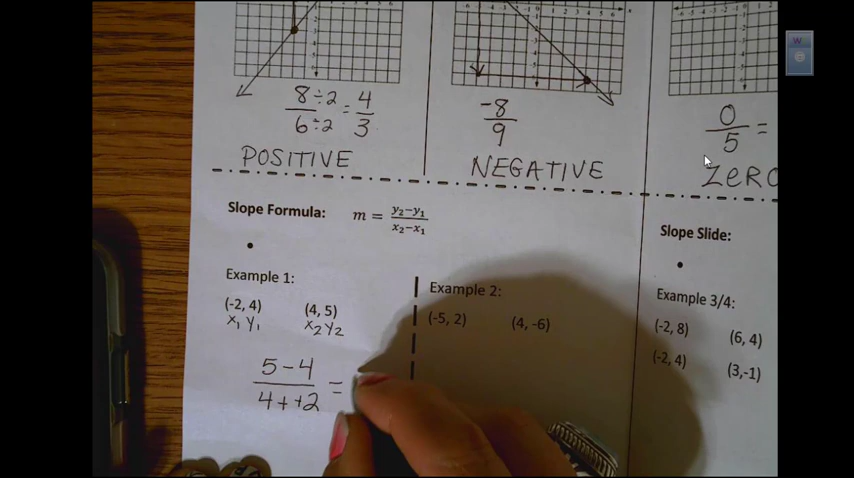 8÷2 = 4
6÷2 3
-8
9
0
5 =
POSITIVE
NEGATIVE
ZERO
Slope Formula: m = y₂−y₁
x₂−x₁
Slope Slide:
Example 1:
(-2, 4) (4, 5)
x₁ y₁ x₂ y₂
5-4
4++2 =
Example 2:
(-5, 2) (4, -6)
Example 3/4:
(-2, 8) (6, 4)
(-2, 4) (3,-1)